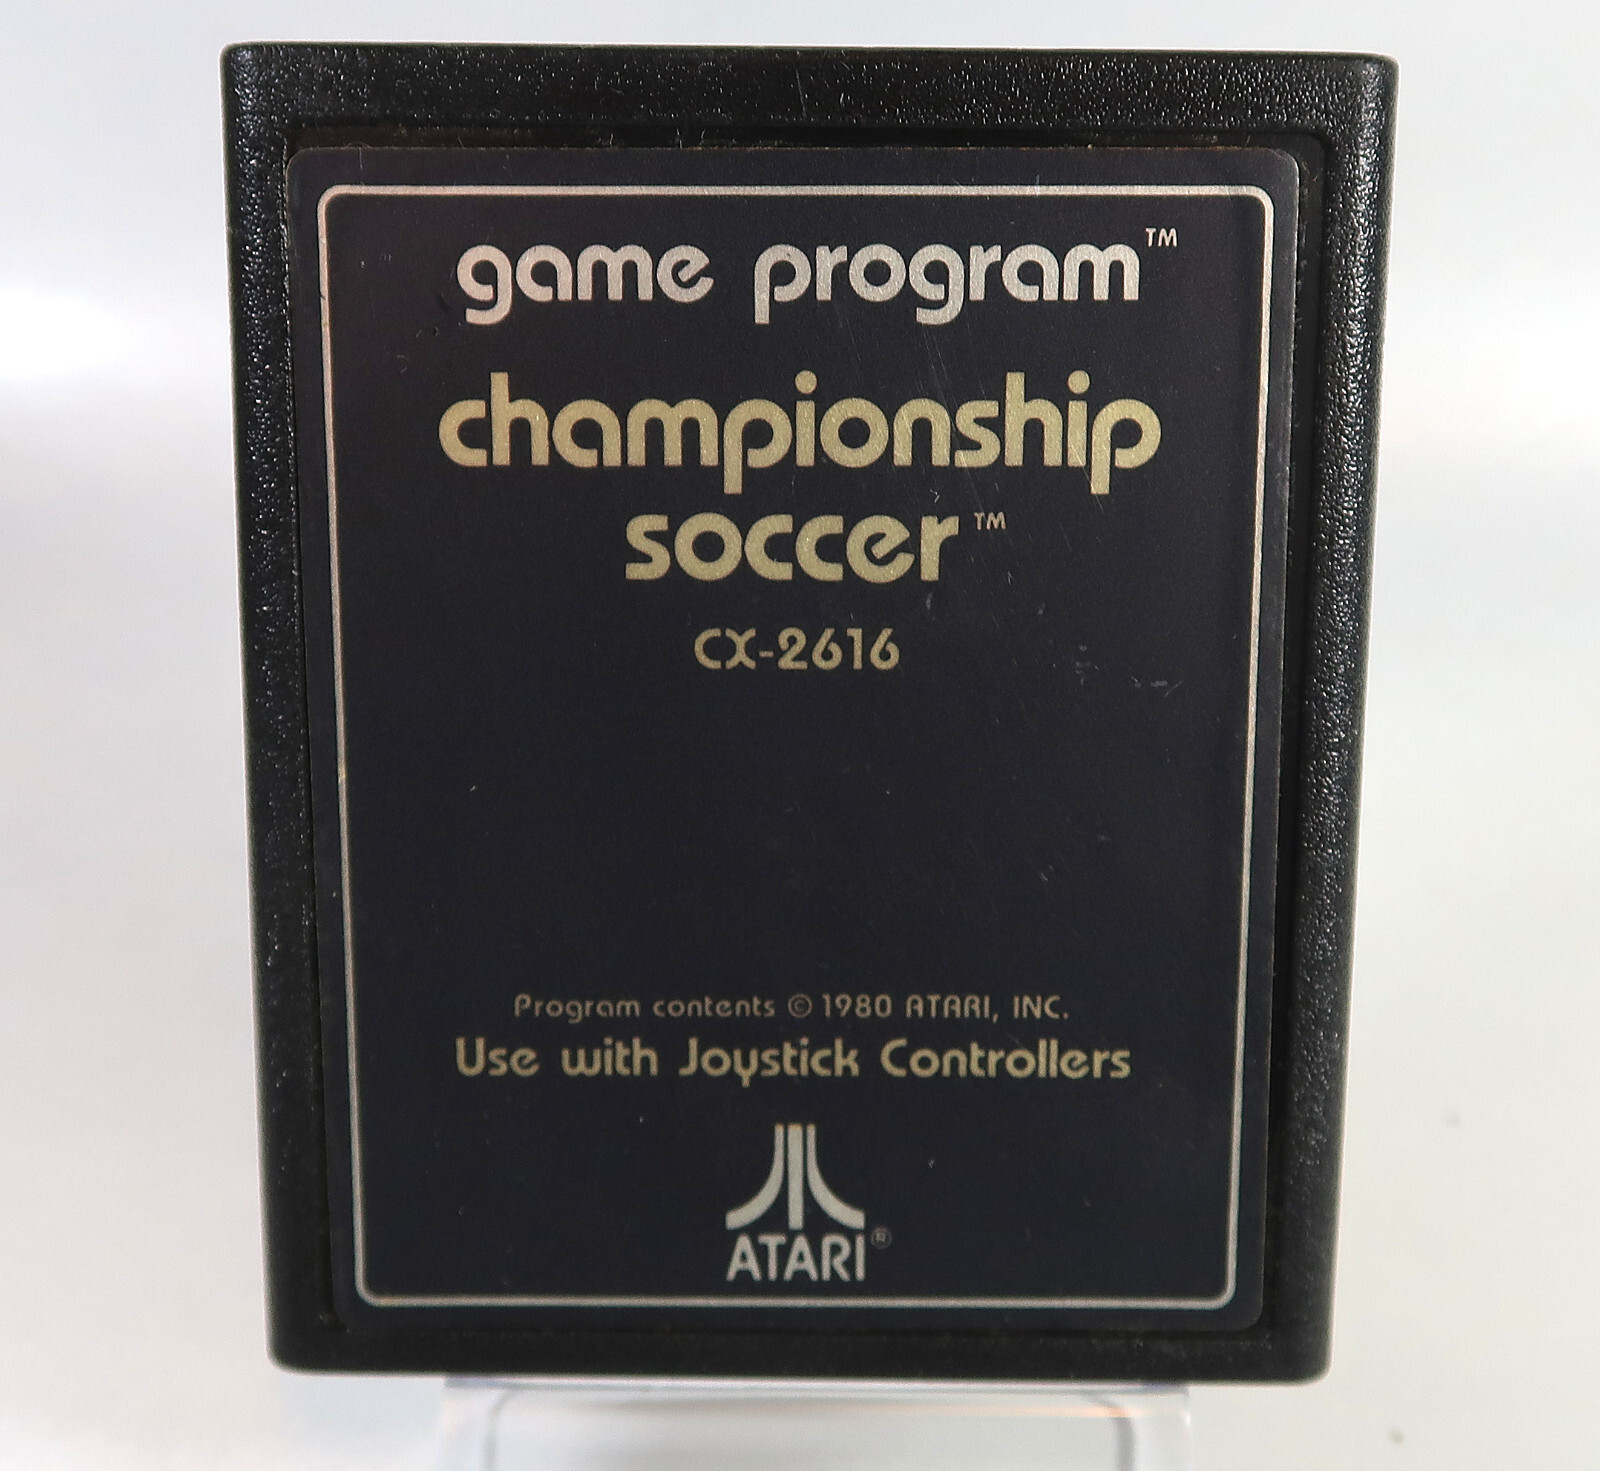 game program™
championship
soccer™
CX-2616
Program contents © 1980 ATARI, INC.
Use with Joystick Controllers
ATARI®